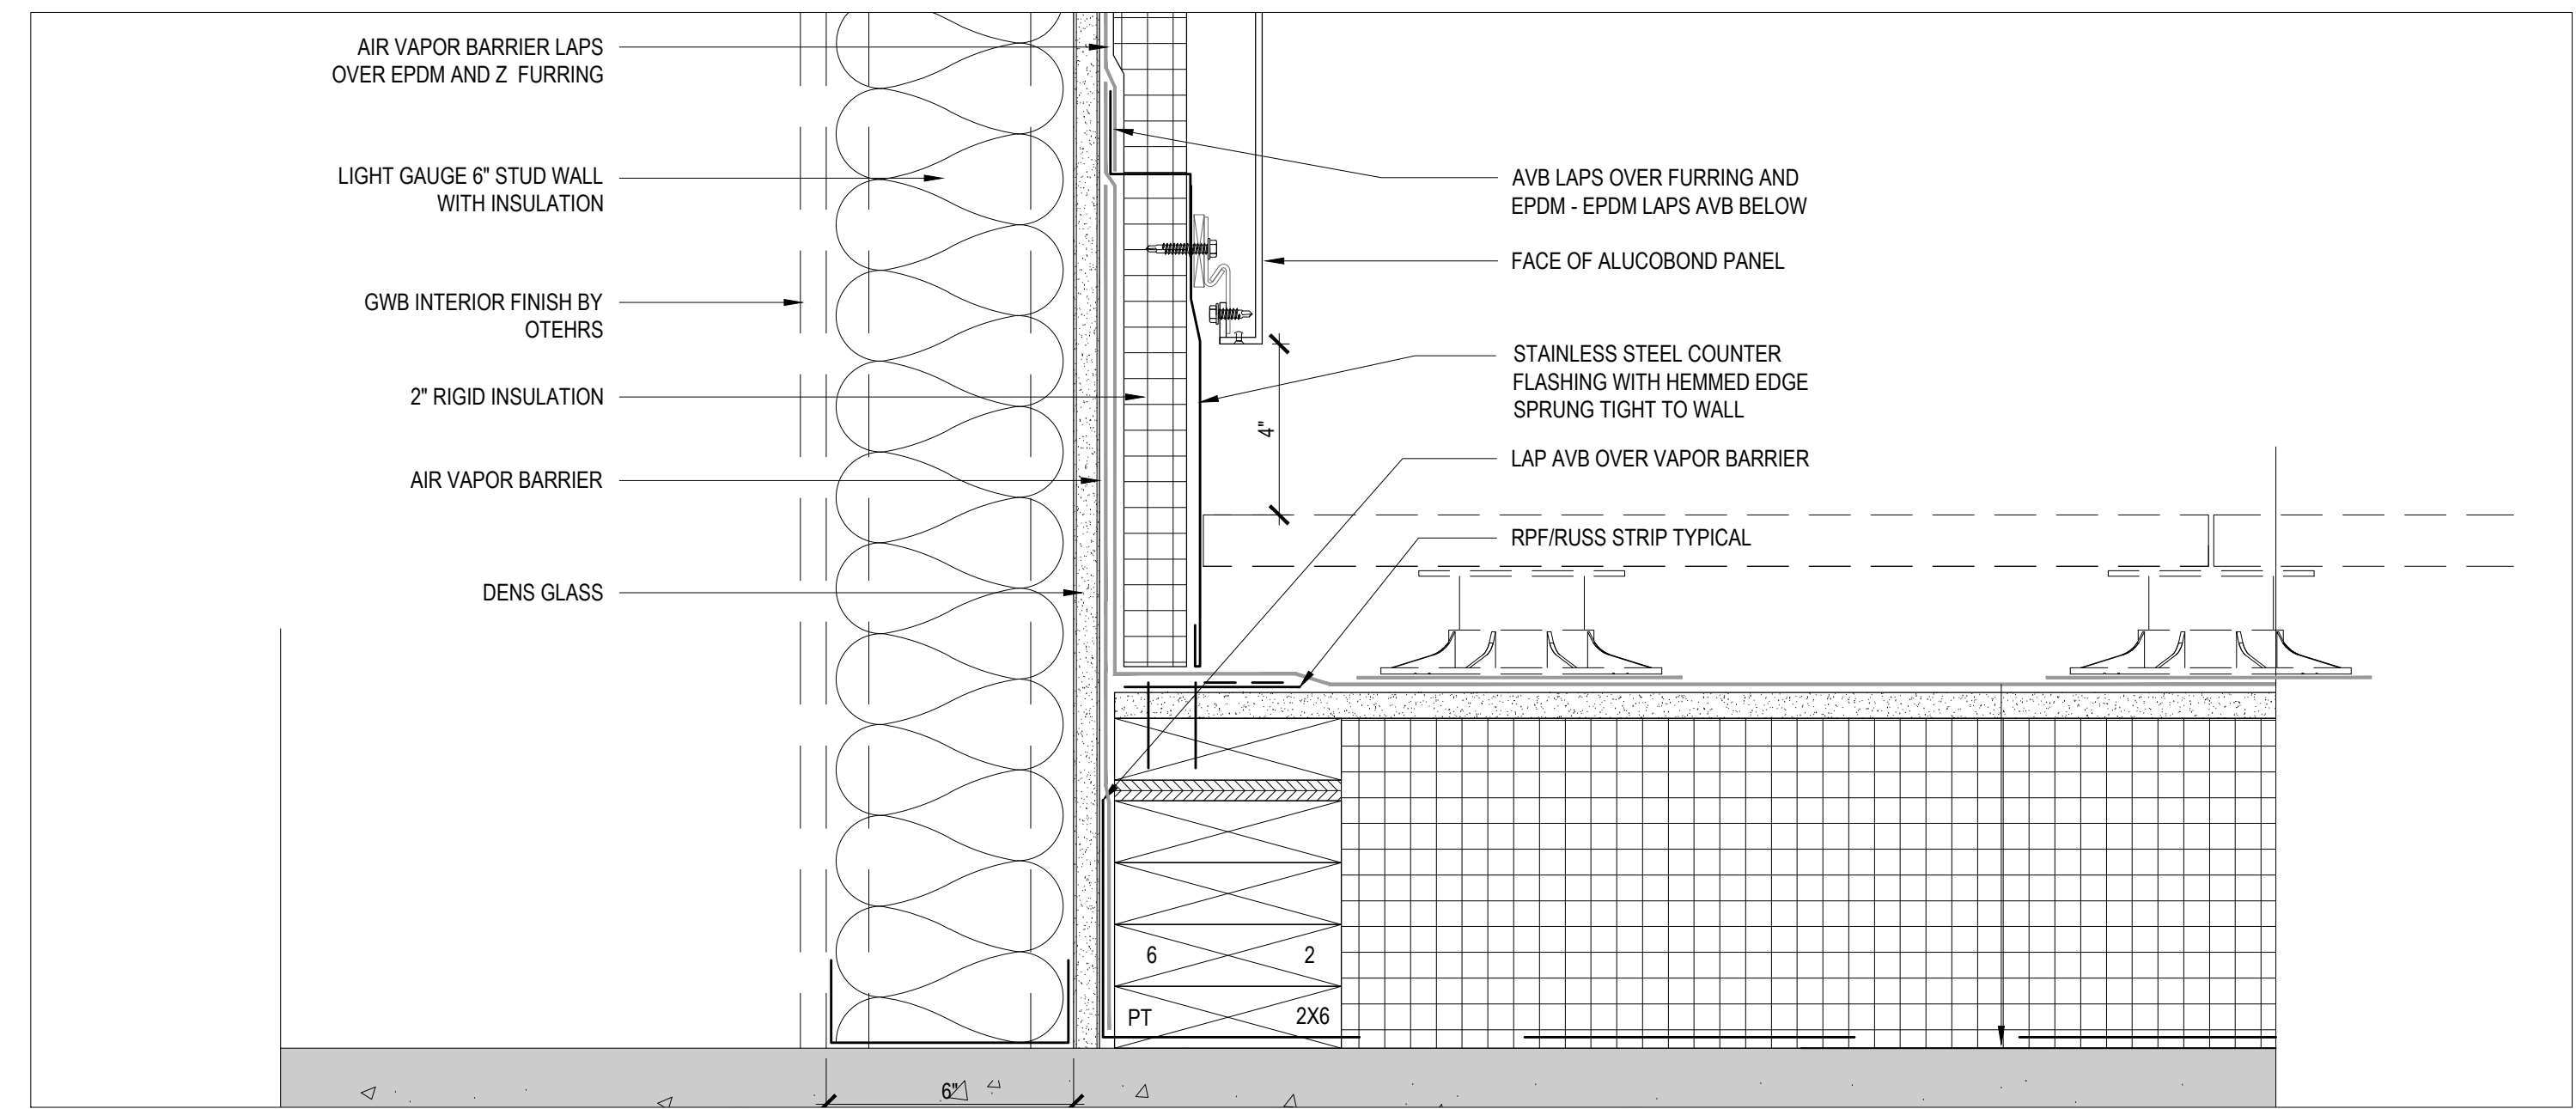 AIR VAPOR BARRIER LAPS
OVER EPDM AND Z FURRING
LIGHT GAUGE 6" STUD WALL
WITH INSULATION
GWB INTERIOR FINISH BY
OTEHRS
2" RIGID INSULATION
AIR VAPOR BARRIER
DENS GLASS
AVB LAPS OVER FURRING AND
EPDM - EPDM LAPS AVB BELOW
FACE OF ALUCOBOND PANEL
STAINLESS STEEL COUNTER
FLASHING WITH HEMMED EDGE
SPRUNG TIGHT TO WALL
4"
LAP AVB OVER VAPOR BARRIER
RPF/RUSS STRIP TYPICAL
6 2
PT 2X6
6"